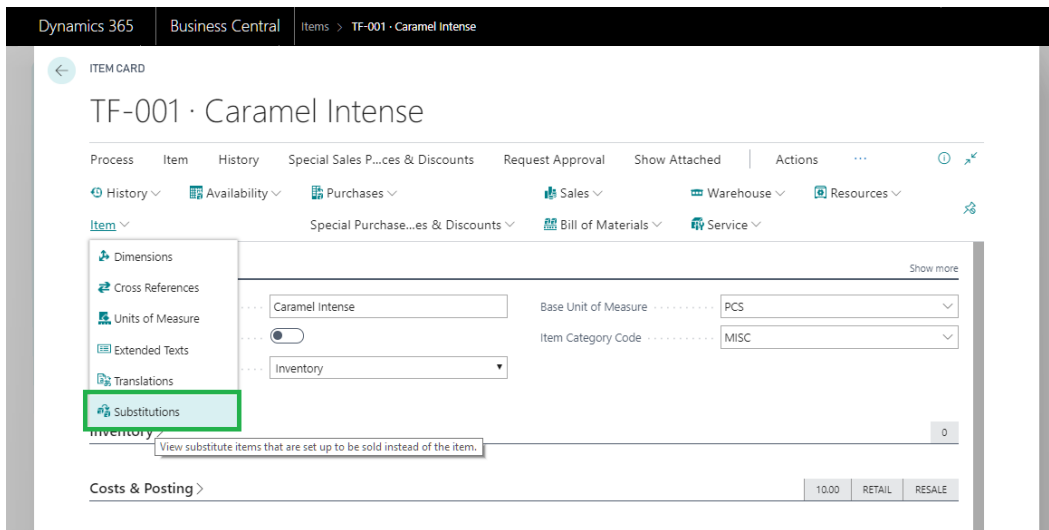 Dynamics 365 Business Central Items > TF-001 · Caramel Intense
ITEM CARD
TF-001 · Caramel Intense
Process Item History Special Sales P...ces & Discounts Request Approval Show Attached Actions ...
History Availability Purchases Sales Warehouse Resources
Item Special Purchase...es & Discounts Bill of Materials Service
Dimensions
Show more
Cross References
Caramel Intense Base Unit of Measure PCS
Units of Measure
Item Category Code MISC
Extended Texts
Inventory
Translations
Substitutions
Inventory > 0
View substitute items that are set up to be sold instead of the item.
Costs & Posting > 10.00 RETAIL RESALE